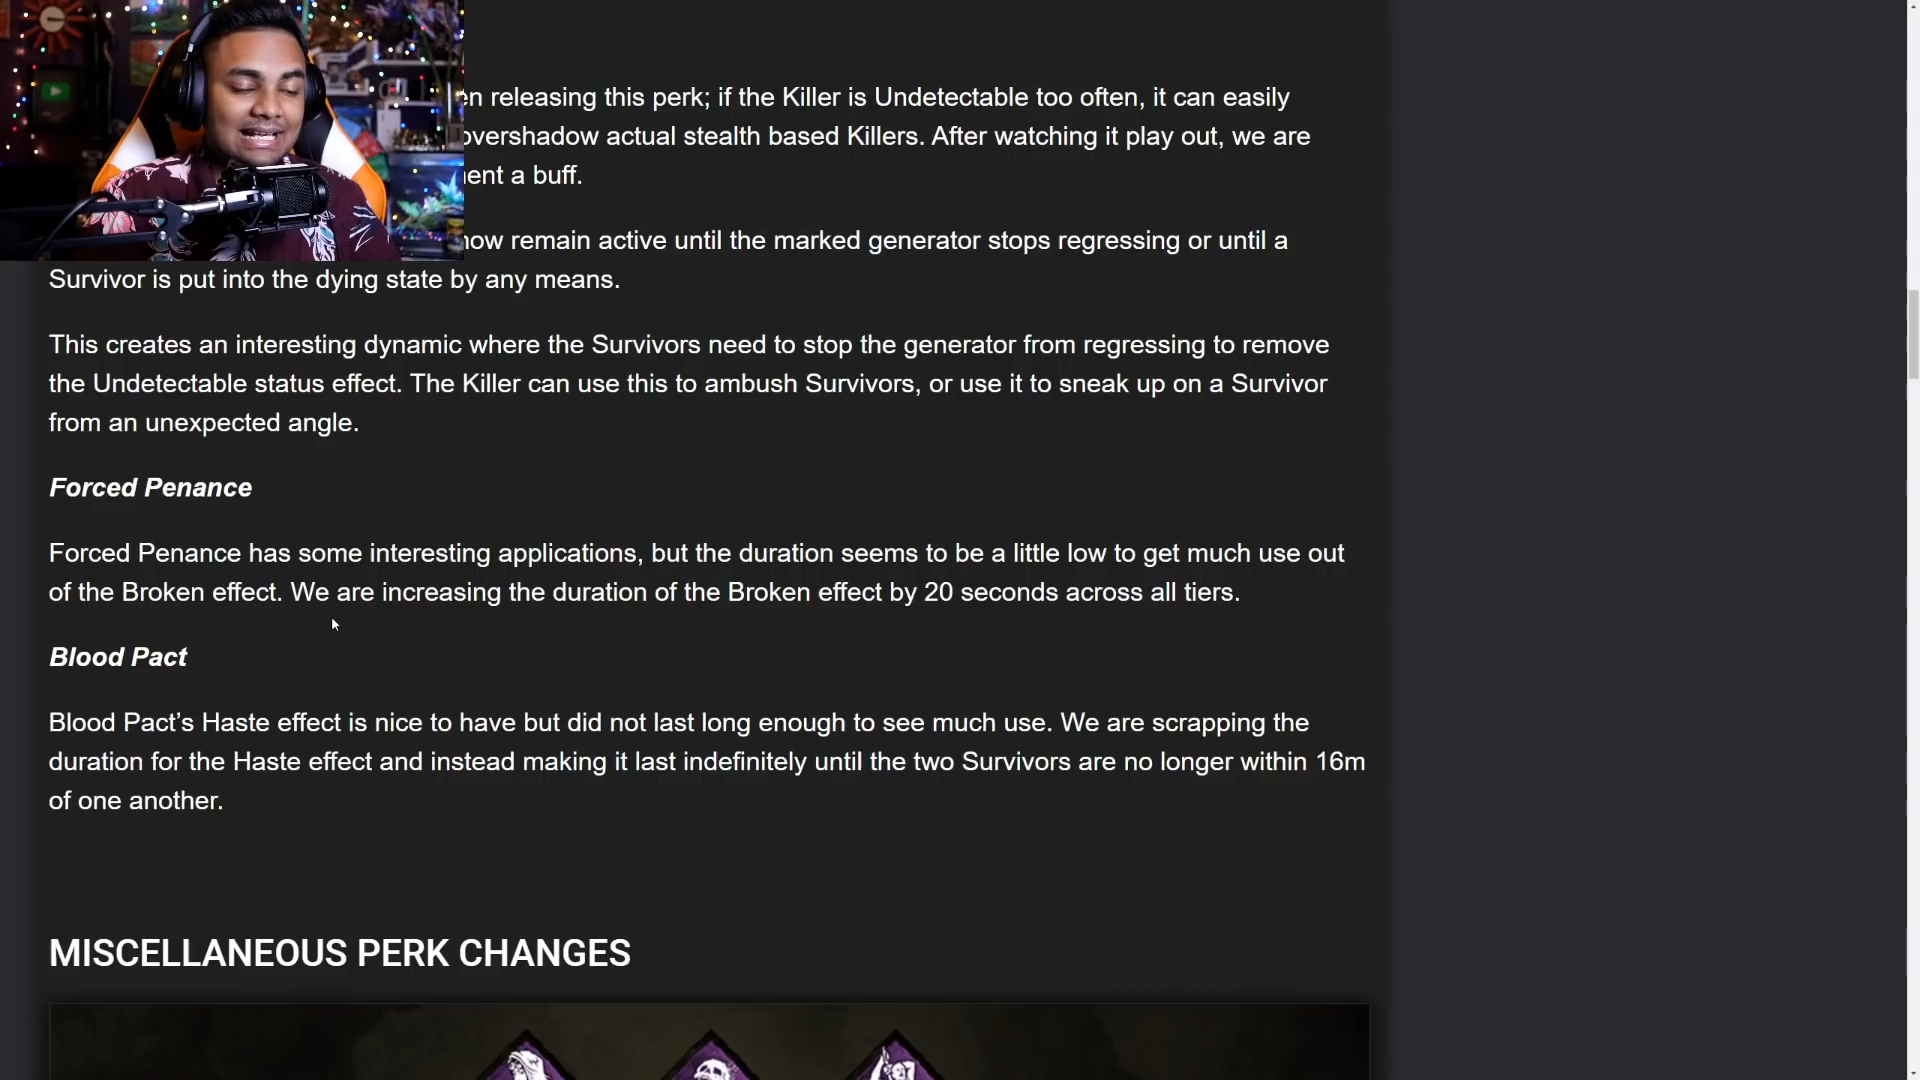 releasing this perk; if the Killer is Undetectable too often, it can easily
overshadow actual stealth based Killers. After watching it play out, we are
a buff.
now remain active until the marked generator stops regressing or until a
Survivor is put into the dying state by any means.
This creates an interesting dynamic where the Survivors need to stop the generator from regressing to remove
the Undetectable status effect. The Killer can use this to ambush Survivors, or use it to sneak up on a Survivor
from an unexpected angle.
Forced Penance
Forced Penance has some interesting applications, but the duration seems to be a little low to get much use out
of the Broken effect. We are increasing the duration of the Broken effect by 20 seconds across all tiers.
Blood Pact
Blood Pact’s Haste effect is nice to have but did not last long enough to see much use. We are scrapping the
duration for the Haste effect and instead making it last indefinitely until the two Survivors are no longer within 16m
of one another.
MISCELLANEOUS PERK CHANGES